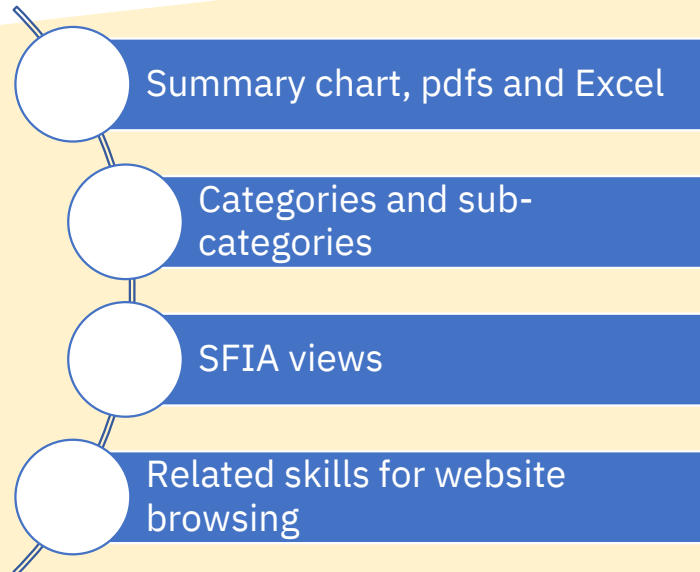 Summary chart, pdfs and Excel
Categories and sub-
categories
SFIA views
Related skills for website
browsing